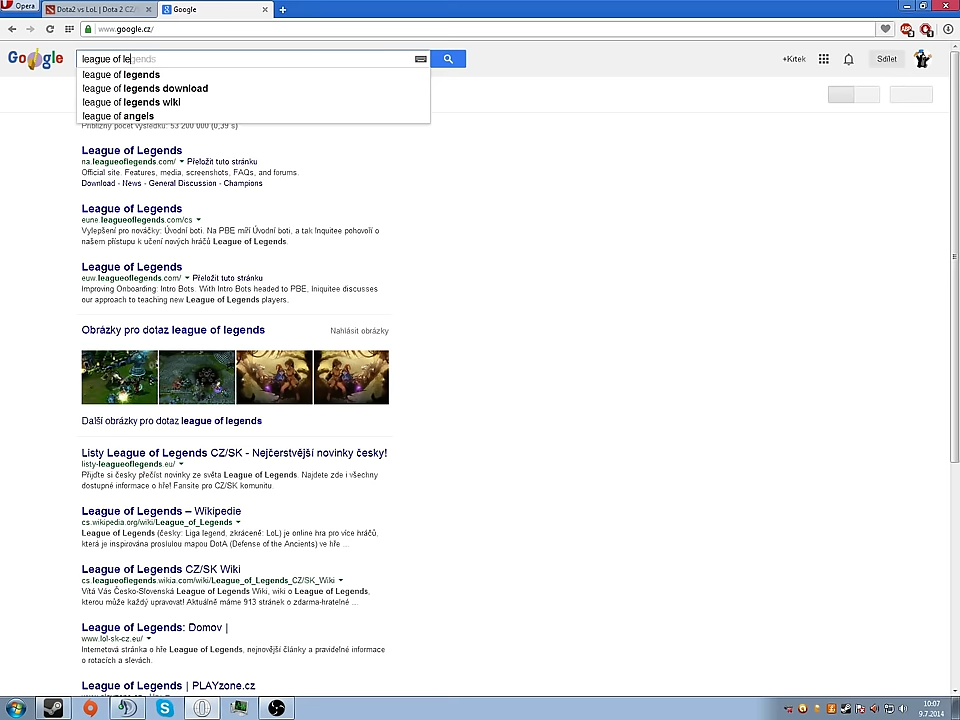 Opera
Dota2 vs LoL | Dota 2 CZ/
Google
www.google.cz/
Google
league of legends
+Kitek
Sdílet
league of legends
league of legends download
league of legends wiki
league of angels
Přibližný počet výsledků: 53 200 000 (0,39 s)
League of Legends
na.leagueoflegends.com/ Přeložit tuto stránku
Official site. Features, media, screenshots, FAQs, and forums.
Download - News - General Discussion - Champions
League of Legends
eune.leagueoflegends.com/cs
Vylepšení pro nováčky: Úvodní boti. Na PBE míří Úvodní boti, a tak Inquitee pohovořil o
našem přístupu k učení nových hráčů League of Legends.
League of Legends
euw.leagueoflegends.com/ Přeložit tuto stránku
Improving Onboarding: Intro Bots. With Intro Bots headed to PBE, Iniquitee discusses
our approach to teaching new League of Legends players.
Obrázky pro dotaz league of legends
Nahlásit obrázky
Další obrázky pro dotaz league of legends
Listy League of Legends CZ/SK - Nejčerstvější novinky česky!
listy-leagueoflegends.eu/
Přijďte si česky přečíst novinky ze světa League of Legends. Najdete zde i všechny
dostupné informace o hře! Fansite pro CZ/SK komunitu.
League of Legends – Wikipedie
cs.wikipedia.org/wiki/League_of_Legends
League of Legends (česky: Liga legend, zkráceně: LoL) je online hra pro více hráčů,
která je inspirována proslulou mapou DotA (Defense of the Ancients) ve hře ...
League of Legends CZ/SK Wiki
cs.leagueoflegends.wikia.com/wiki/League_of_Legends_CZ/SK_Wiki
Vítá Vás Česko-Slovenská League of Legends Wiki, wiki o League of Legends,
kterou může každý upravovat! Aktuálně máme 913 stránek o zdarma-hratelné ...
League of Legends: Domov |
www.lol-sk-cz.eu/
Internetová stránka o hře League of Legends, nejnovější články a pravidelné informace
o rotacích a slevách.
League of Legends | PLAYzone.cz
10:07
9.7.2014